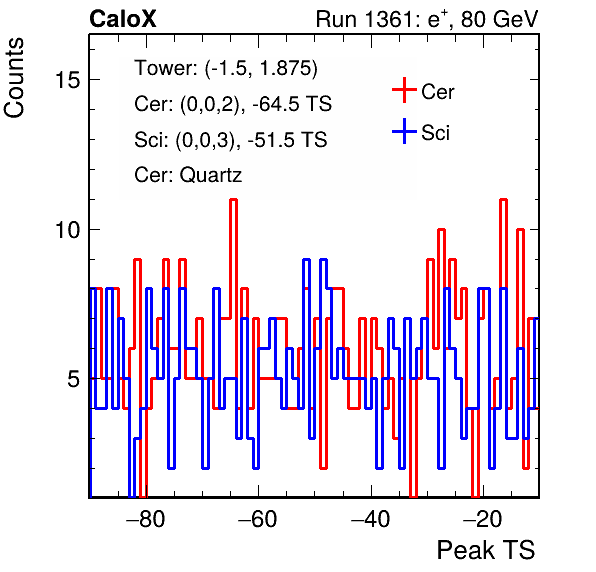 CaloX
Run 1361: e⁺, 80 GeV
Counts
Tower: (-1.5, 1.875)
Cer: (0,0,2), -64.5 TS
Sci: (0,0,3), -51.5 TS
Cer: Quartz
Cer
Sci
15
10
5
−80
−60
−40
−20
Peak TS